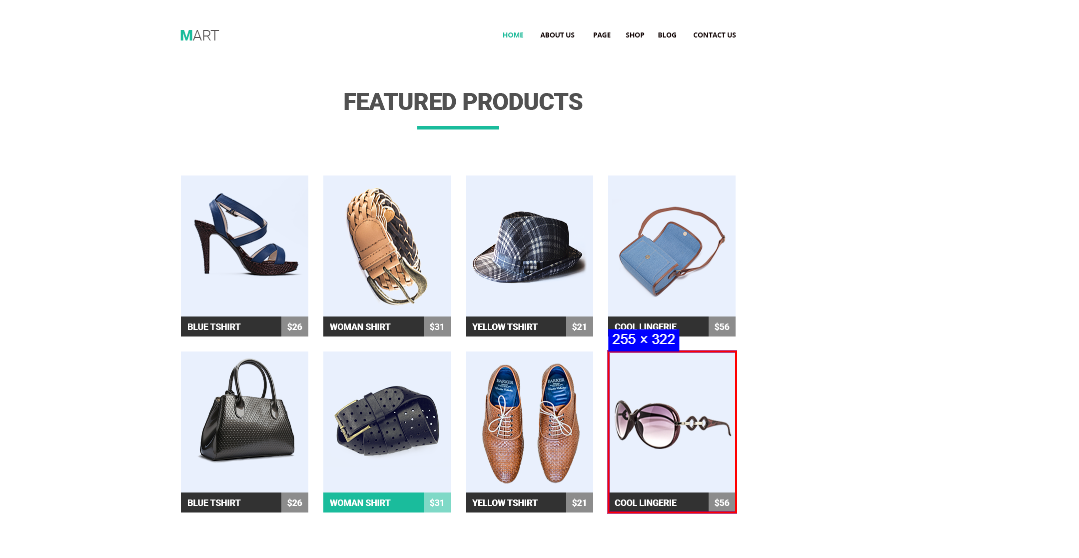 MART
HOME ABOUT US PAGE SHOP BLOG CONTACT US
FEATURED PRODUCTS
BLUE TSHIRT $26
WOMAN SHIRT $31
YELLOW TSHIRT $21
COOL LINGERIE $56
255 × 322
BLUE TSHIRT $26
WOMAN SHIRT $31
YELLOW TSHIRT $21
COOL LINGERIE $56